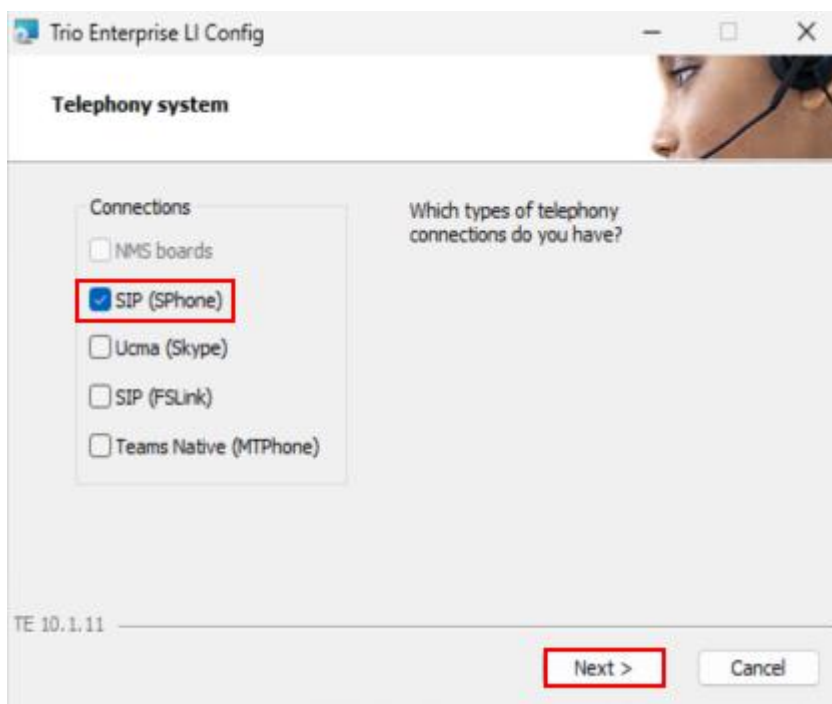 Trio Enterprise LI Config
Telephony system
Connections
NMS boards
SIP (SPhone)
Ucma (Skype)
SIP (FSLink)
Teams Native (MTPhone)
Which types of telephony
connections do you have?
TE 10.1.11
Next >
Cancel